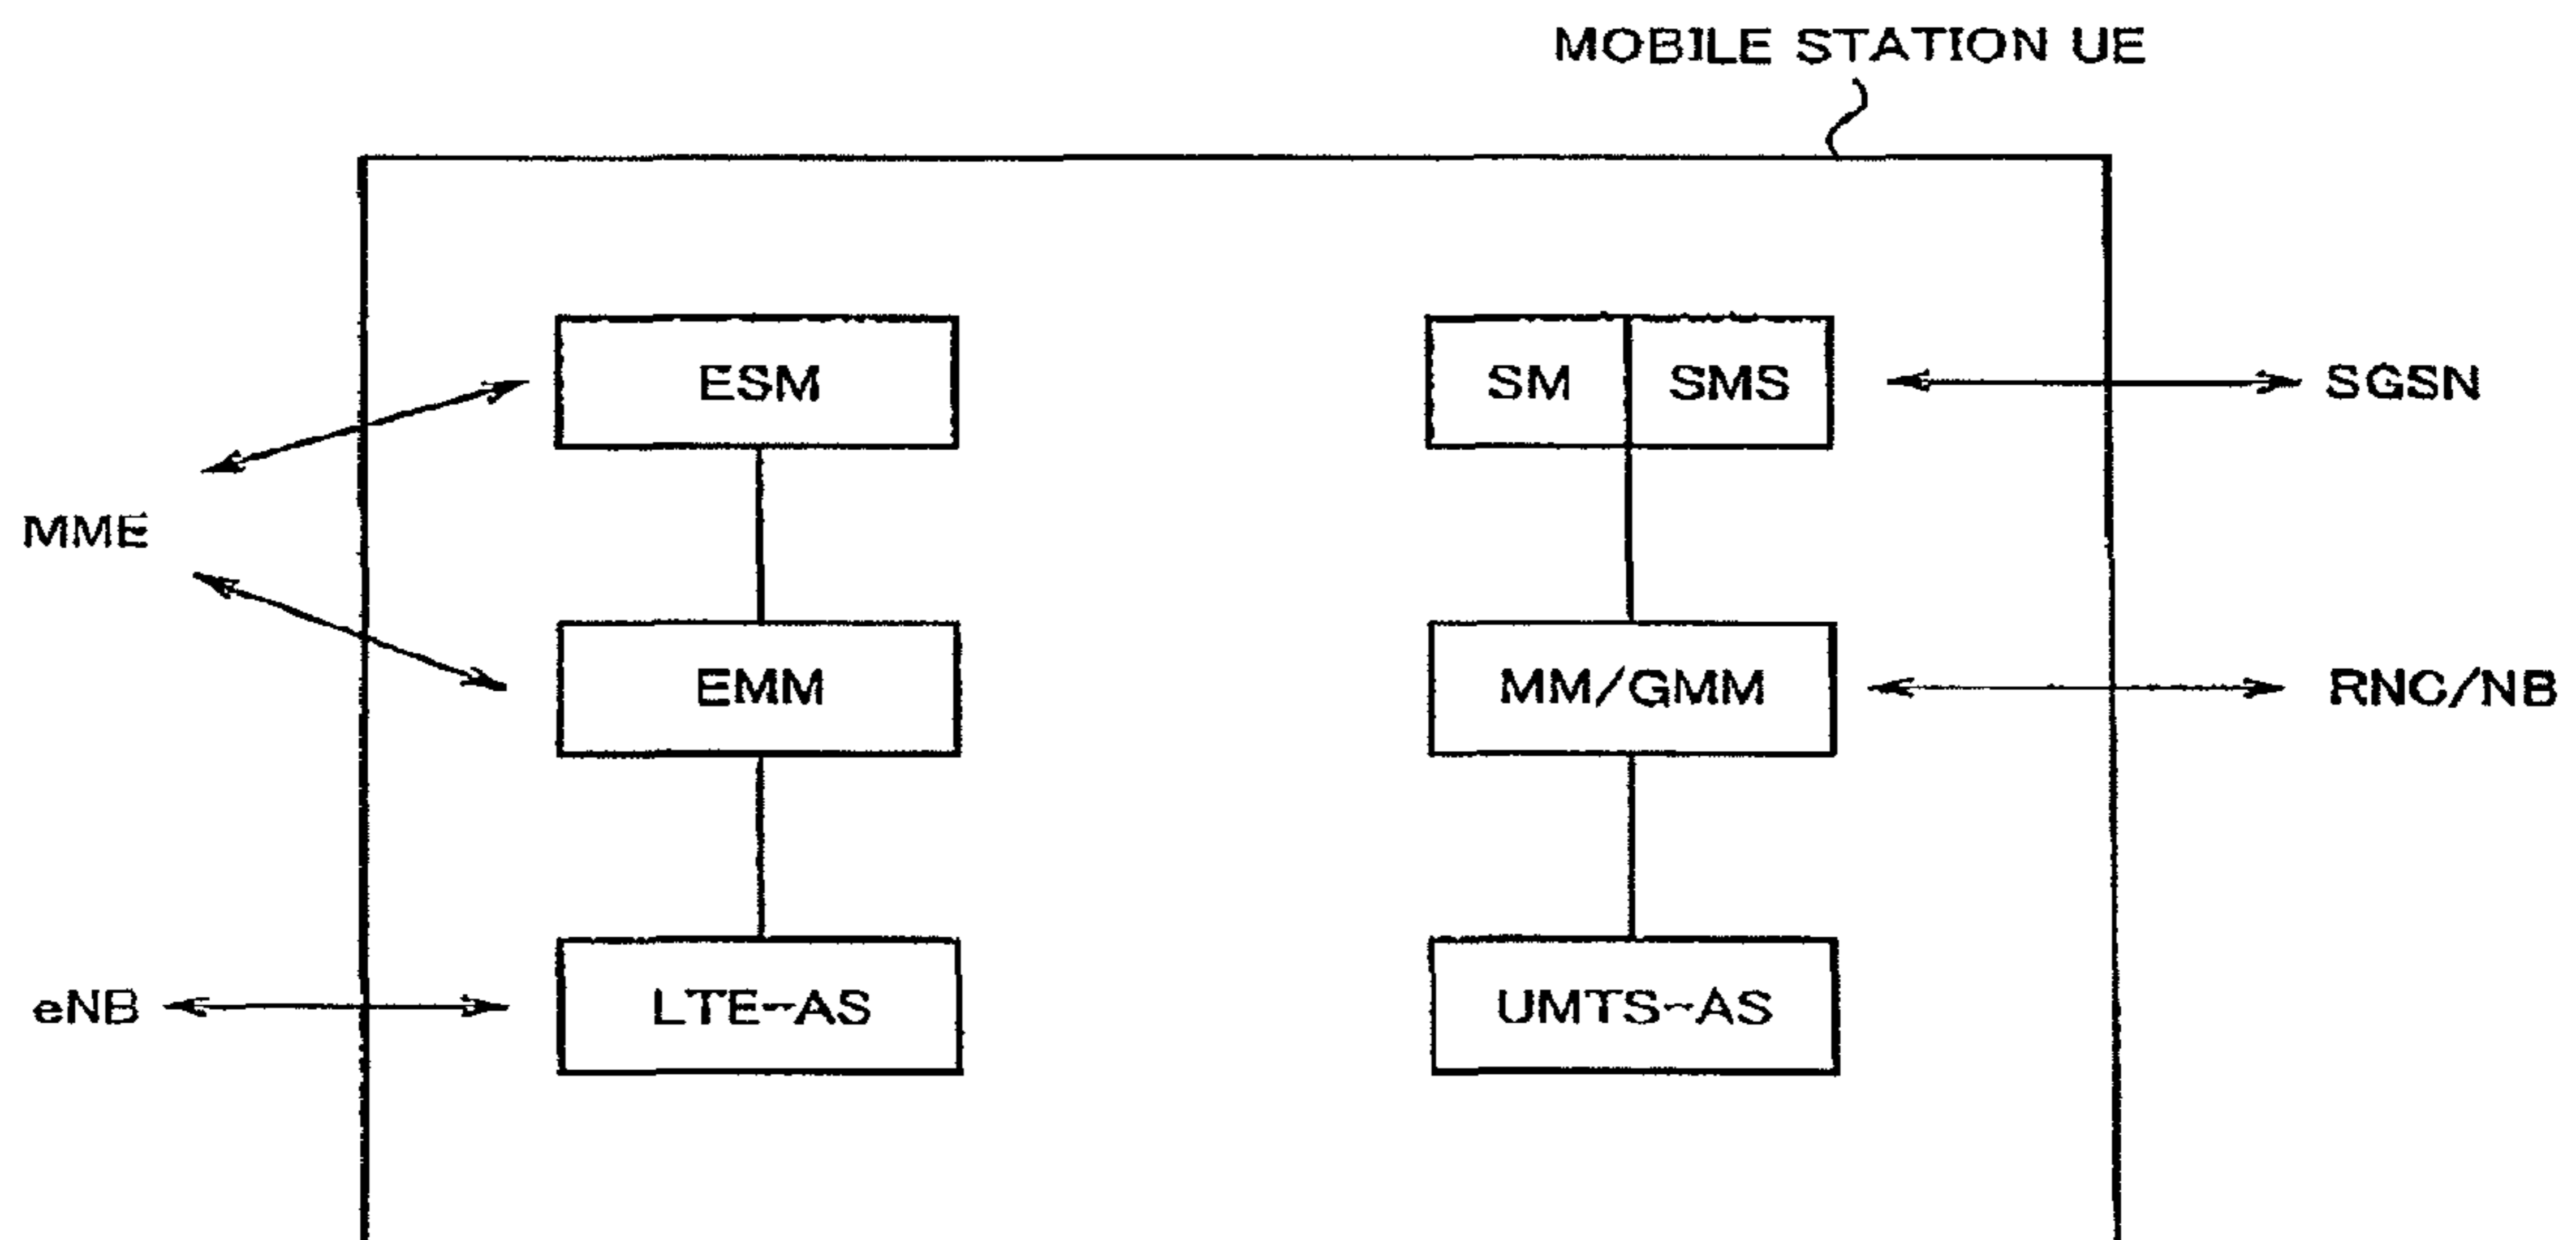 MOBILE STATION UE
ESM
SM
SMS
SGSN
MME
EMM
MM/GMM
RNC/NB
eNB
LTE-AS
UMTS-AS